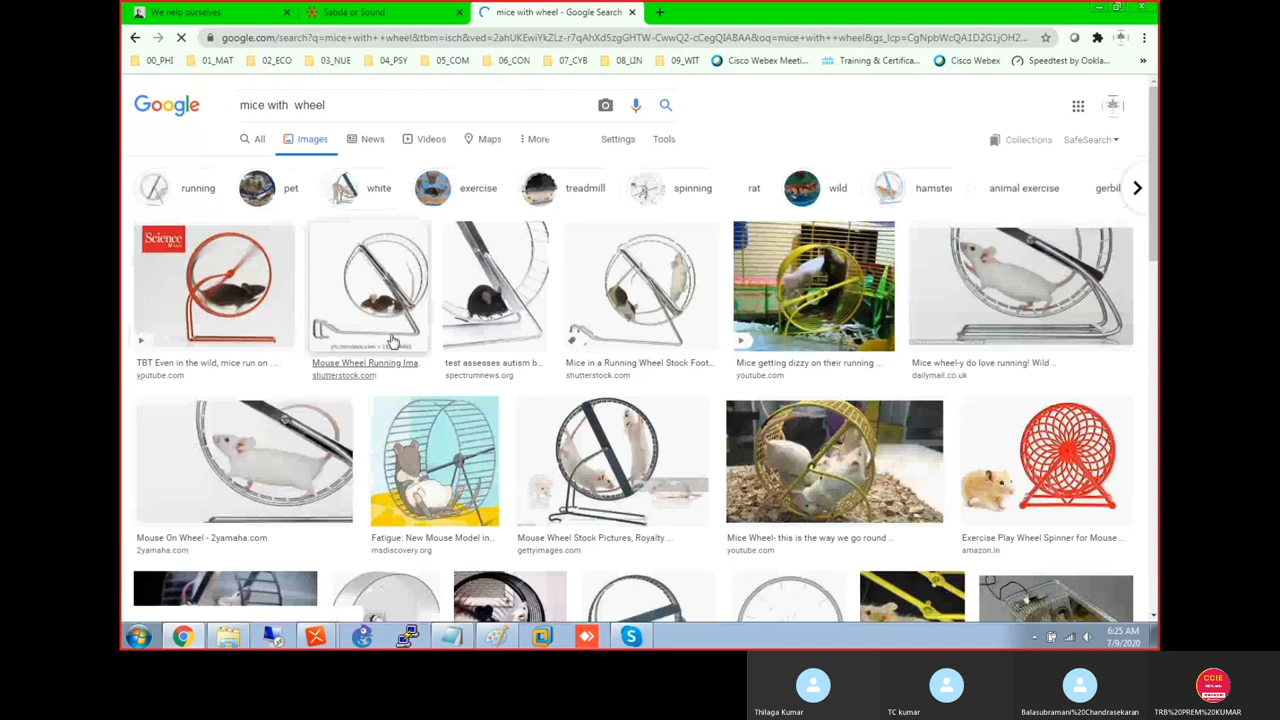 We help ourselves
Sabda or Sound
mice with wheel - Google Search
google.com/search?q=mice+with++wheel&tbm=isch&ved=2ahUKEwiYkZLz-r7qAhXdSzgGHTW-CwwQ2-cCegQIABAA&oq=mice+with++wheel&gs_lcp=CgNpbWcQA1D2G1jOH2...
00_PHI
01_MAT
02_ECO
03_NUE
04_PSY
05_COM
06_CON
07_CYB
08_LIN
09_WIT
Cisco Webex Meeti...
Training & Certifica...
Cisco Webex
Speedtest by Ookla...
Google
mice with  wheel
All
Images
News
Videos
Maps
More
Settings
Tools
Collections
SafeSearch
running
pet
white
exercise
treadmill
spinning
rat
wild
hamster
animal exercise
gerbil
Science
TBT Even in the wild, mice run on ...
youtube.com
Mouse Wheel Running Ima
shutterstock.com
test assesses autism b...
spectrumnews.org
Mice in a Running Wheel Stock Foot...
shutterstock.com
Mice getting dizzy on their running ...
youtube.com
Mice wheel-y do love running! Wild ..
dailymail.co.uk
Mouse On Wheel - 2yamaha.com
2yamaha.com
Fatigue: New Mouse Model in...
msdiscovery.org
Mouse Wheel Stock Pictures, Royalty ...
gettyimages.com
Mice Wheel- this is the way we go round ..
youtube.com
Exercise Play Wheel Spinner for Mouse ..
amazon.in
6:25 AM
7/9/2020
CCIE
Thilaga Kumar
TC kumar
Balasubramani%20Chandrasekaran
TRB%20PREM%20KUMAR